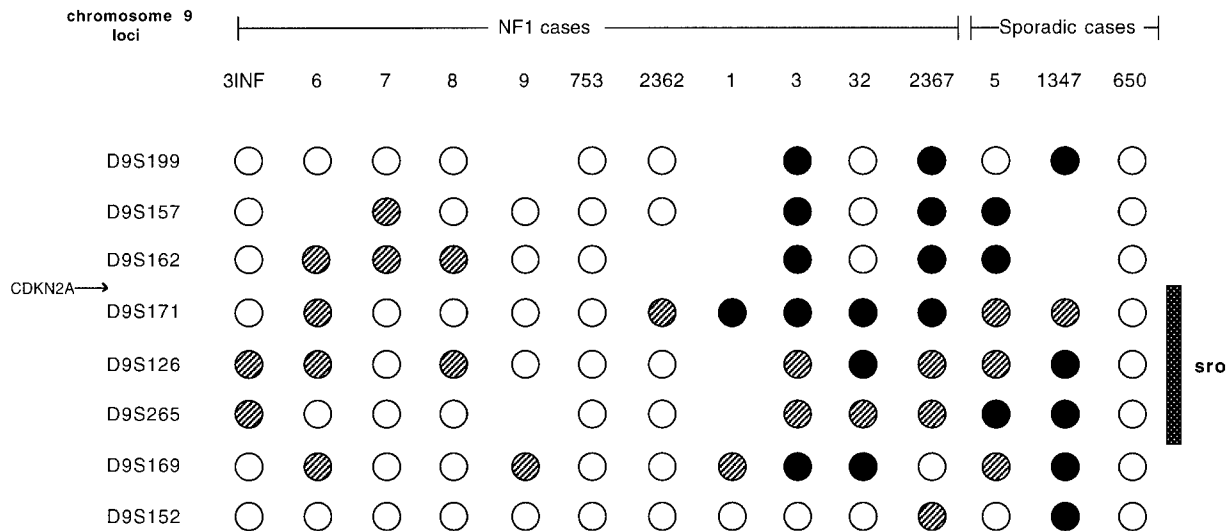 chromosome 9
loci
NF1 cases
Sporadic cases
3INF 6 7 8 9 753 2362 1 3 32 2367 5 1347 650
D9S199
D9S157
D9S162
CDKN2A
D9S171
D9S126
sro
D9S265
D9S169
D9S152